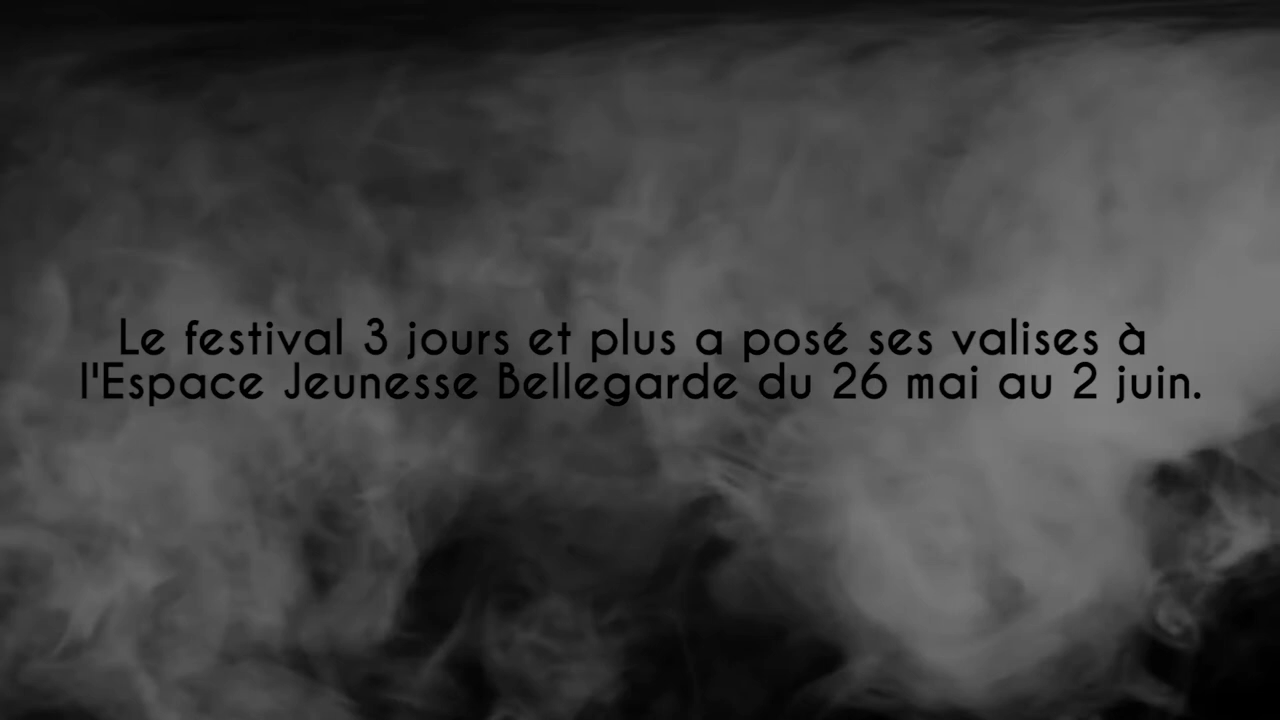 Le festival 3 jours et plus a posé ses valises à
l'Espace Jeunesse Bellegarde du 26 mai au 2 juin.